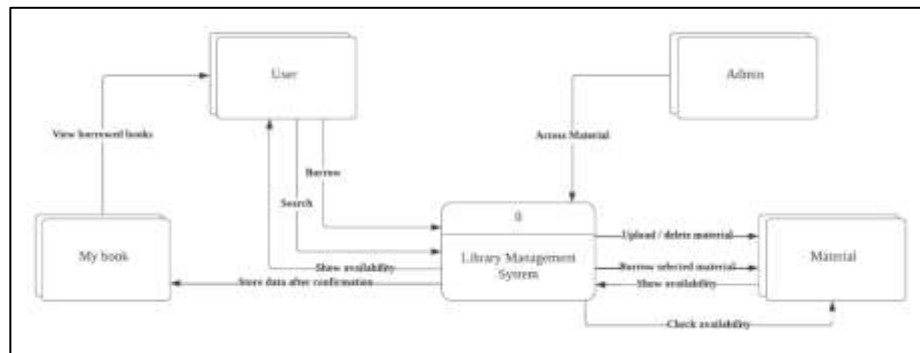 User
Admin
View borrowed books
Across Material
Borrow
Search
0
My book
Library Management
System
Upload / delete material
Material
Show availability
Borrow selected material
Store data after confirmation
Show availability
Check availability